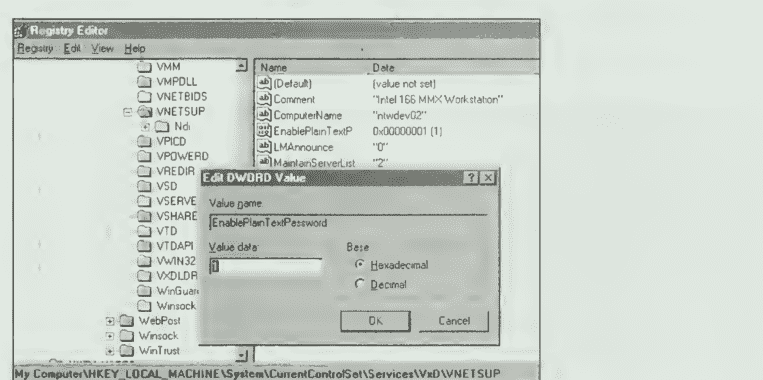 Registry Editor
Registry Edit View Help
VMM
VMPDLL
VNETBIOS
VNETSUP
Ndi
VPICD
VPOWERD
VREDIR
VSD
VSERVE
VSHARE
VTD
VTDAPI
VWIN32
VXDLDR
WinGuar
Winsock
WebPost
Winsock
WinTrust
Name Data
(Default) (value not set)
Comment "Intel 166 MMX Workstation"
ComputerName "ntwdev02"
EnablePlainTextP 0x00000001 (1)
LMAnnounce "0"
MaintainServerList "2"
Edit DWORD Value
Value name:
EnablePlainTextPassword
Value data:
1
Base
Hexadecimal
Decimal
OK Cancel
My Computer\HKEY_LOCAL_MACHINE\System\CurrentControlSet\Services\VxD\VNETSUP